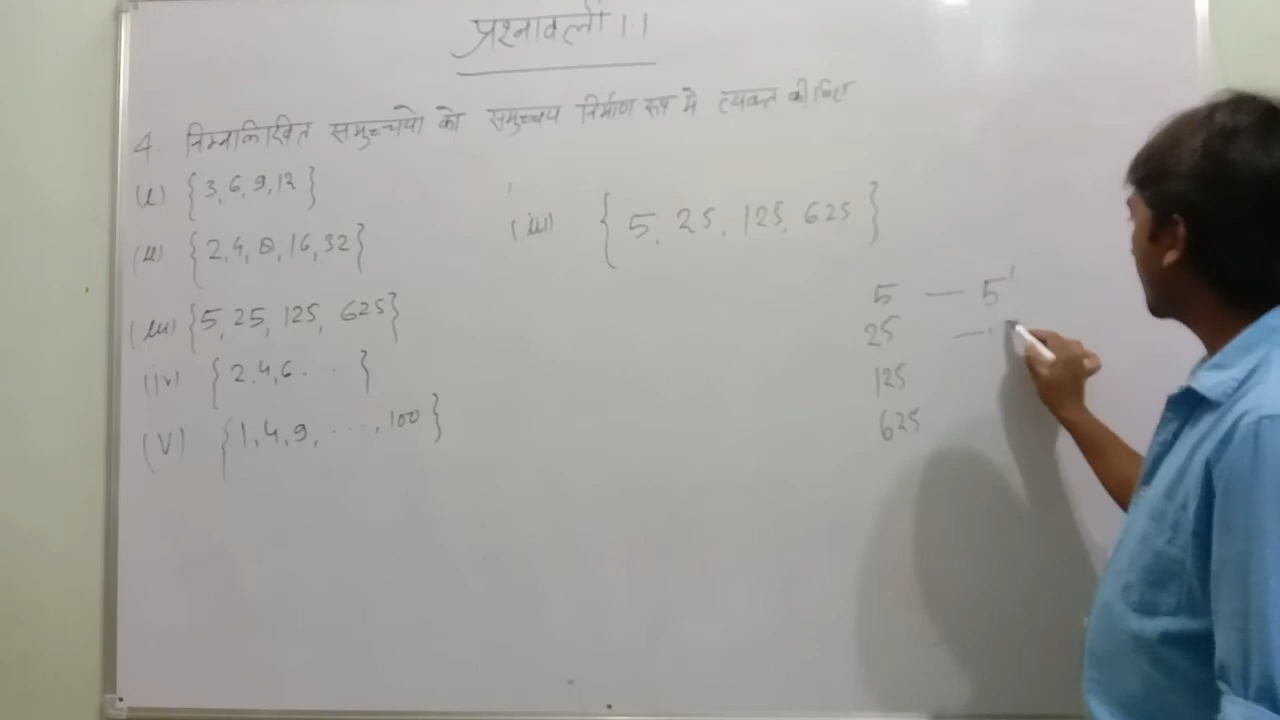 प्रश्नावली 1.1
4. निम्नलिखित समुच्चयो को समुच्चय निर्माण रूप मे व्यक्त कीजिए
(i) {3, 6, 9, 12}
(ii) {2, 4, 8, 16, 32}
(iii) {5, 25, 125, 625}
(iv) {2, 4, 6 . . . }
(V) {1, 4, 9, ..., 100}
(iii) {5, 25, 125, 625}
5 — 5¹
25 —
125
625